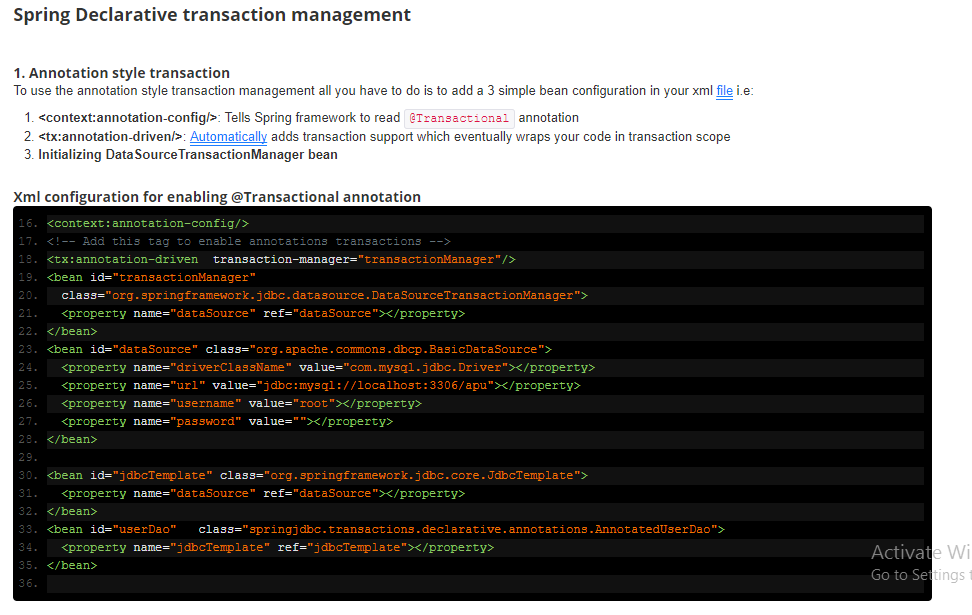 Spring Declarative transaction management
1. Annotation style transaction
To use the annotation style transaction management all you have to do is to add a 3 simple bean configuration in your xml file i.e:
1. <context:annotation-config/>: Tells Spring framework to read @Transactional annotation
2. <tx:annotation-driven/>: Automatically adds transaction support which eventually wraps your code in transaction scope
3. Initializing DataSourceTransactionManager bean
Xml configuration for enabling @Transactional annotation
16. <context:annotation-config/>
17. <!-- Add this tag to enable annotations transactions -->
18. <tx:annotation-driven  transaction-manager="transactionManager"/>
19. <bean id="transactionManager"
20.   class="org.springframework.jdbc.datasource.DataSourceTransactionManager">
21.   <property name="dataSource" ref="dataSource"></property>
22. </bean>
23. <bean id="dataSource" class="org.apache.commons.dbcp.BasicDataSource">
24.   <property name="driverClassName" value="com.mysql.jdbc.Driver"></property>
25.   <property name="url" value="jdbc:mysql://localhost:3306/apu"></property>
26.   <property name="username" value="root"></property>
27.   <property name="password" value=""></property>
28. </bean>
29.
30. <bean id="jdbcTemplate" class="org.springframework.jdbc.core.JdbcTemplate">
31.   <property name="dataSource" ref="dataSource"></property>
32. </bean>
33. <bean id="userDao"   class="springjdbc.transactions.declarative.annotations.AnnotatedUserDao">
34.   <property name="jdbcTemplate" ref="jdbcTemplate"></property>
35. </bean>
36.
Activate Wi
Go to Settings t